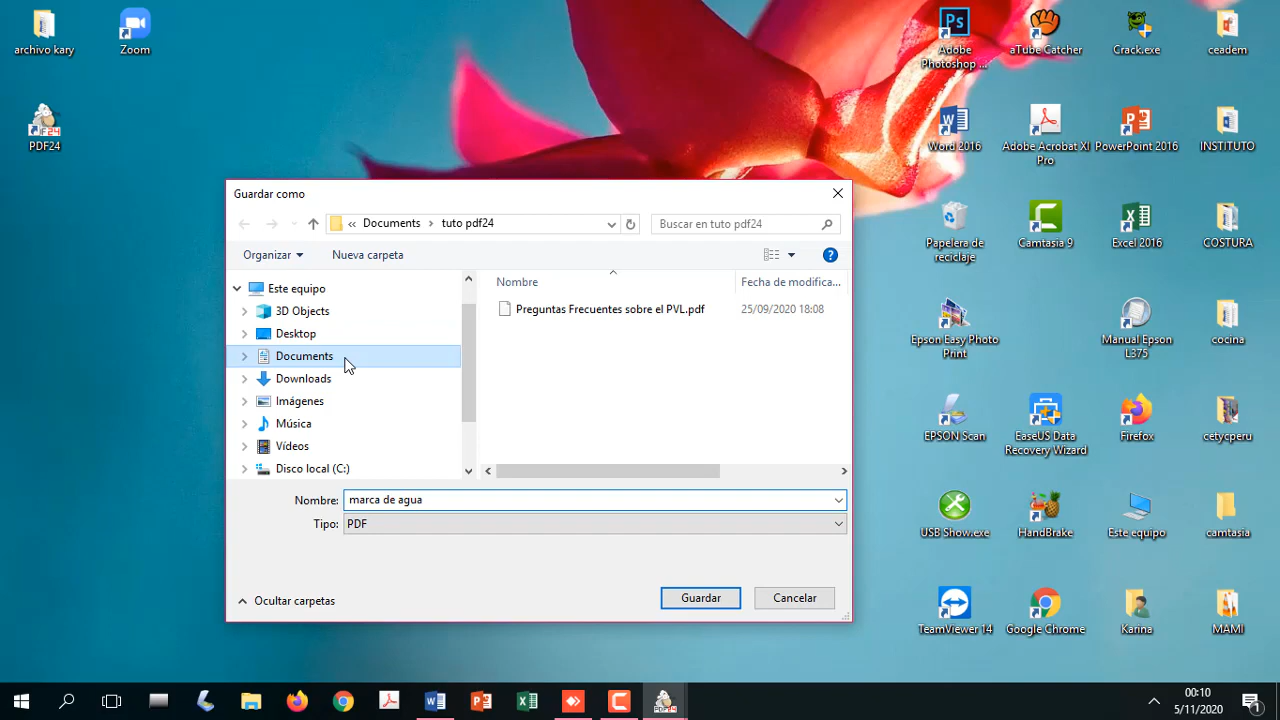 archivo kary
Zoom
PDF24
Adobe
Photoshop ...
aTube Catcher
Crack.exe
ceadem
Word 2016
Adobe Acrobat XI
Pro
PowerPoint 2016
INSTITUTO
Papelera de
reciclaje
Camtasia 9
Excel 2016
COSTURA
Epson Easy Photo
Print
Manual Epson
L375
cocina
EPSON Scan
EaseUS Data
Recovery Wizard
Firefox
cetycperu
USB Show.exe
HandBrake
Este equipo
camtasia
TeamViewer 14
Google Chrome
Karina
MAMI
Guardar como
« Documents › tuto pdf24
Buscar en tuto pdf24
Organizar
Nueva carpeta
Este equipo
3D Objects
Desktop
Documents
Downloads
Imágenes
Música
Vídeos
Disco local (C:)
Nombre
Fecha de modifica...
Preguntas Frecuentes sobre el PVL.pdf
25/09/2020 18:08
Nombre: marca de agua
Tipo: PDF
Ocultar carpetas
Guardar
Cancelar
00:10
5/11/2020
1